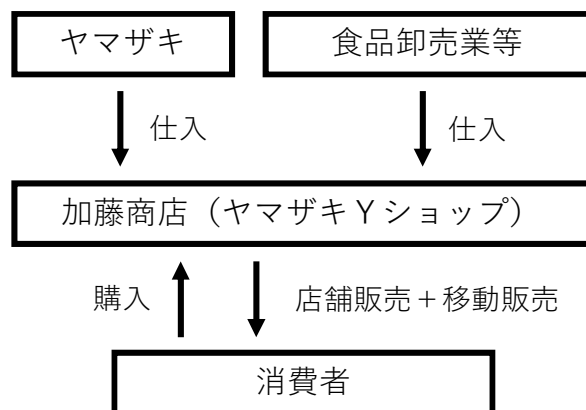 ヤマザキ
食品卸売業等
仕入
仕入
加藤商店（ヤマザキＹショップ）
購入
店舗販売＋移動販売
消費者